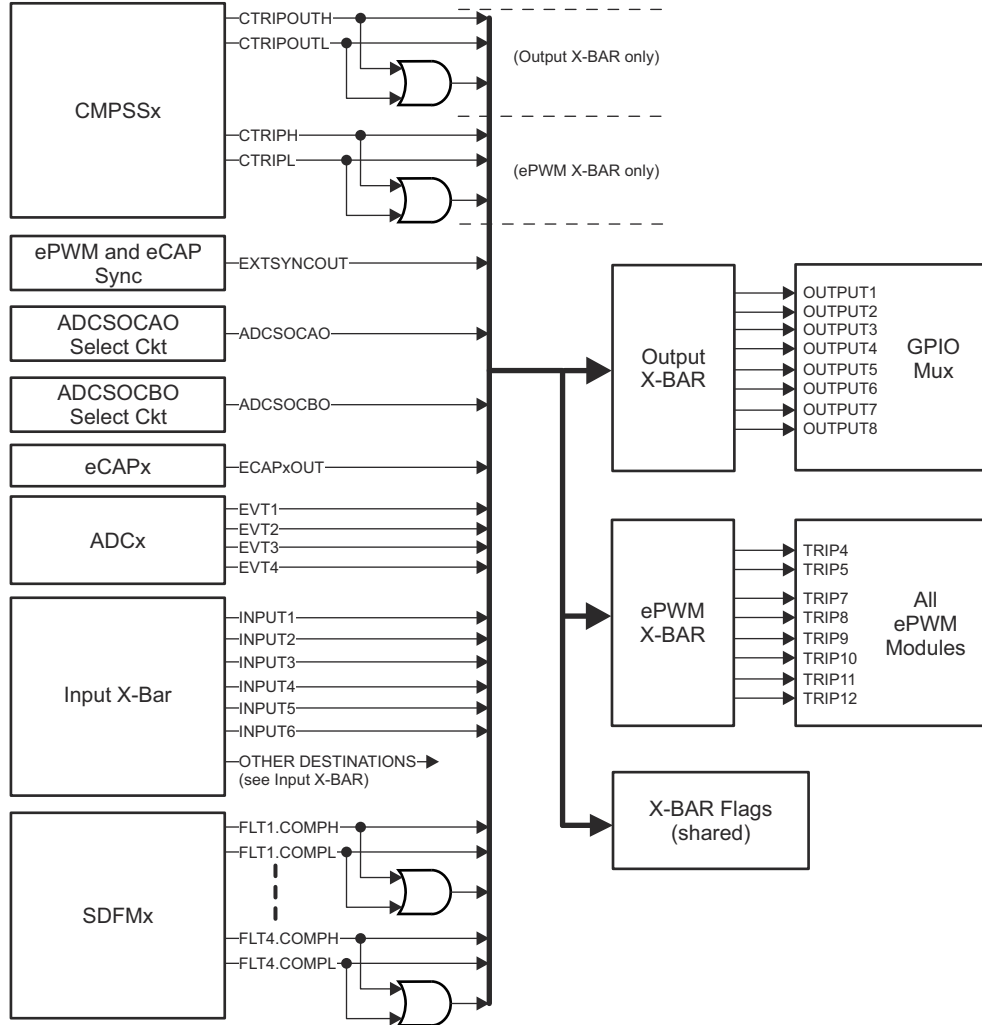 CMPSSx
CTRIPOUTH
CTRIPOUTL
CTRIPH
CTRIPL
(Output X-BAR only)
(ePWM X-BAR only)
ePWM and eCAP
Sync
EXTSYNCOUT
ADCSOCAO
Select Ckt
ADCSOCAO
ADCSOCBO
Select Ckt
ADCSOCBO
eCAPx
ECAPxOUT
ADCx
EVT1
EVT2
EVT3
EVT4
Input X-Bar
INPUT1
INPUT2
INPUT3
INPUT4
INPUT5
INPUT6
OTHER DESTINATIONS
(see Input X-BAR)
SDFMx
FLT1.COMPH
FLT1.COMPL
FLT4.COMPH
FLT4.COMPL
Output
X-BAR
OUTPUT1
OUTPUT2
OUTPUT3
OUTPUT4
OUTPUT5
OUTPUT6
OUTPUT7
OUTPUT8
GPIO
Mux
ePWM
X-BAR
TRIP4
TRIP5
TRIP7
TRIP8
TRIP9
TRIP10
TRIP11
TRIP12
All
ePWM
Modules
X-BAR Flags
(shared)